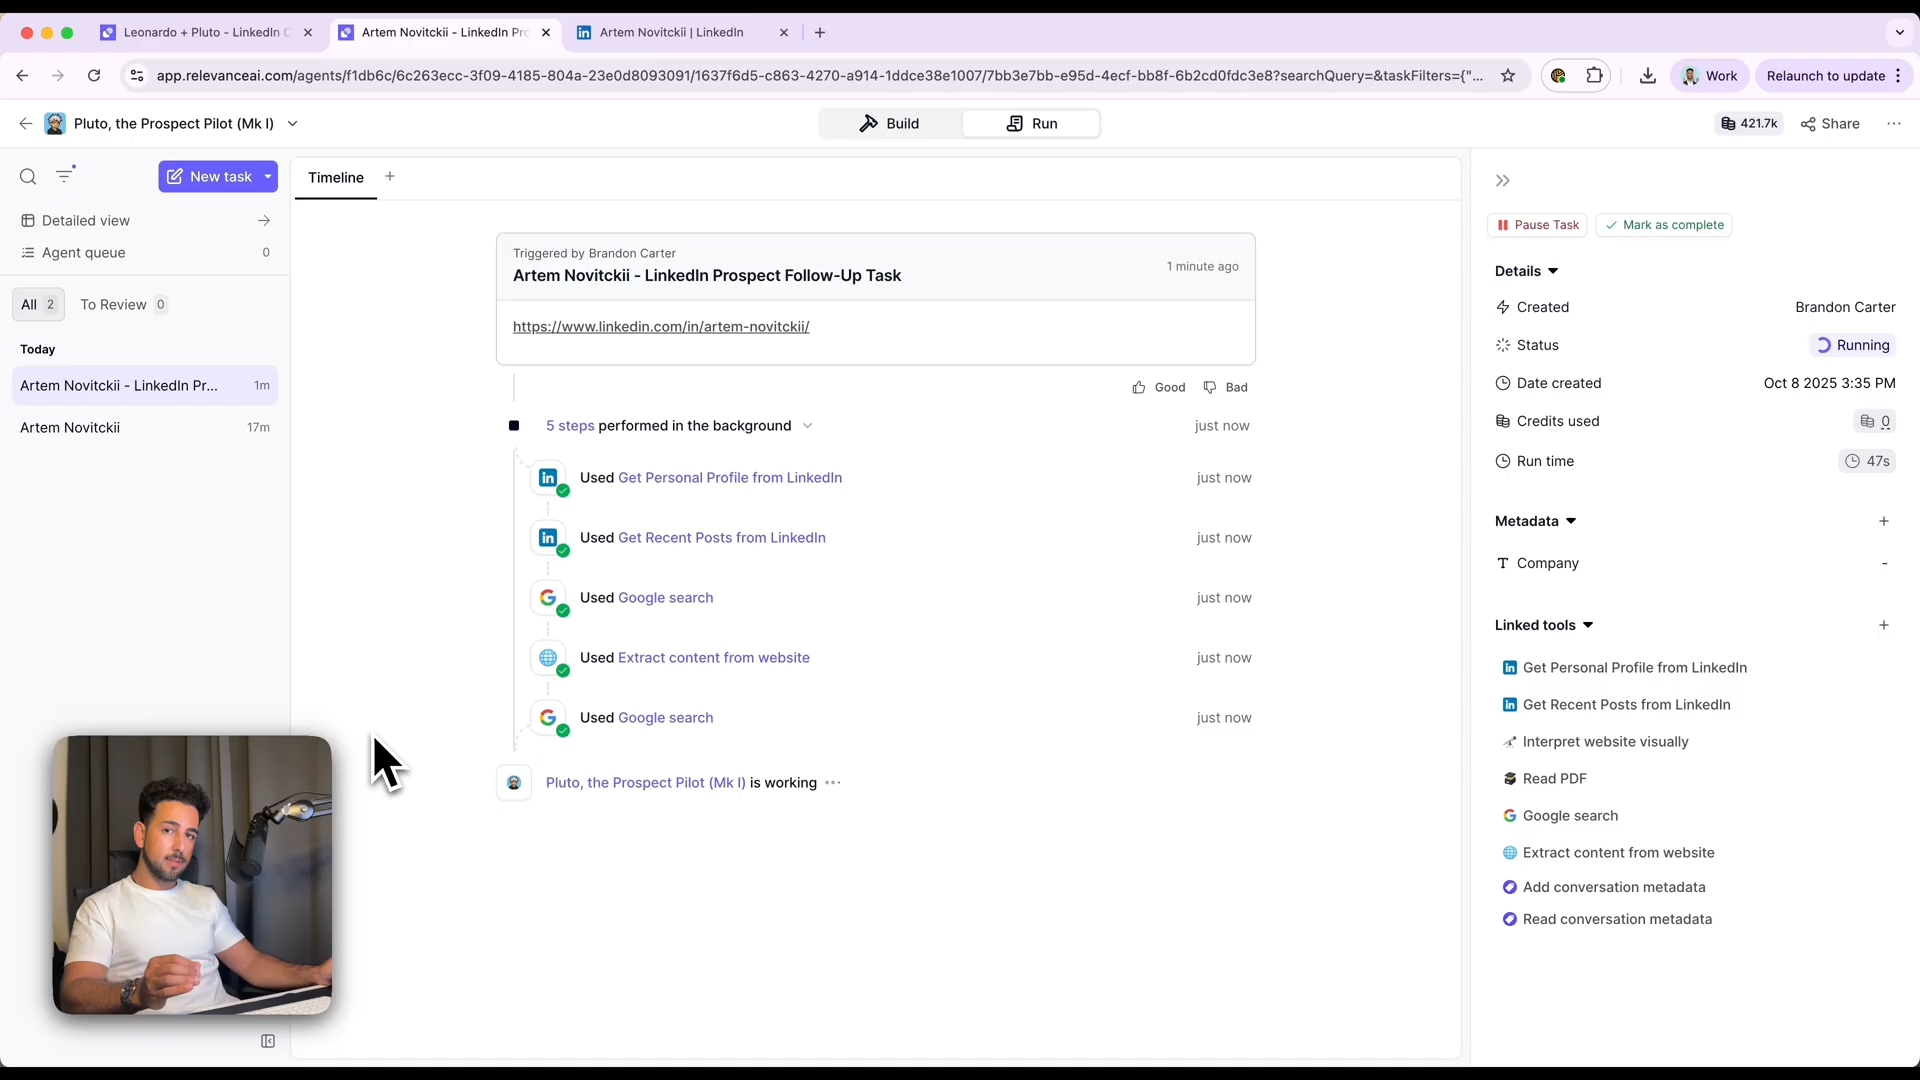 Leonardo + Pluto - LinkedIn C
Artem Novitckii - LinkedIn Pro
Artem Novitckii | LinkedIn
app.relevanceai.com/agents/f1db6c/6c263ecc-3f09-4185-804a-23e0d8093091/1637f6d5-c863-4270-a914-1ddce38e1007/7bb3e7bb-e95d-4ecf-bb8f-6b2cd0fdc3e8?searchQuery=&taskFilters={"...
Work
Relaunch to update
Pluto, the Prospect Pilot (Mk I)
Build
Run
421.7k
Share
New task
Detailed view
Agent queue 0
All 2
To Review 0
Today
Artem Novitckii - LinkedIn Pr... 1m
Artem Novitckii 17m
Timeline
Triggered by Brandon Carter
Artem Novitckii - LinkedIn Prospect Follow-Up Task
1 minute ago
https://www.linkedin.com/in/artem-novitckii/
Good
Bad
5 steps performed in the background just now
Used Get Personal Profile from LinkedIn just now
Used Get Recent Posts from LinkedIn just now
Used Google search just now
Used Extract content from website just now
Used Google search just now
Pluto, the Prospect Pilot (Mk I) is working
Pause Task
Mark as complete
Details
Created Brandon Carter
Status Running
Date created Oct 8 2025 3:35 PM
Credits used 0
Run time 47s
Metadata
Company -
Linked tools
Get Personal Profile from LinkedIn
Get Recent Posts from LinkedIn
Interpret website visually
Read PDF
Google search
Extract content from website
Add conversation metadata
Read conversation metadata